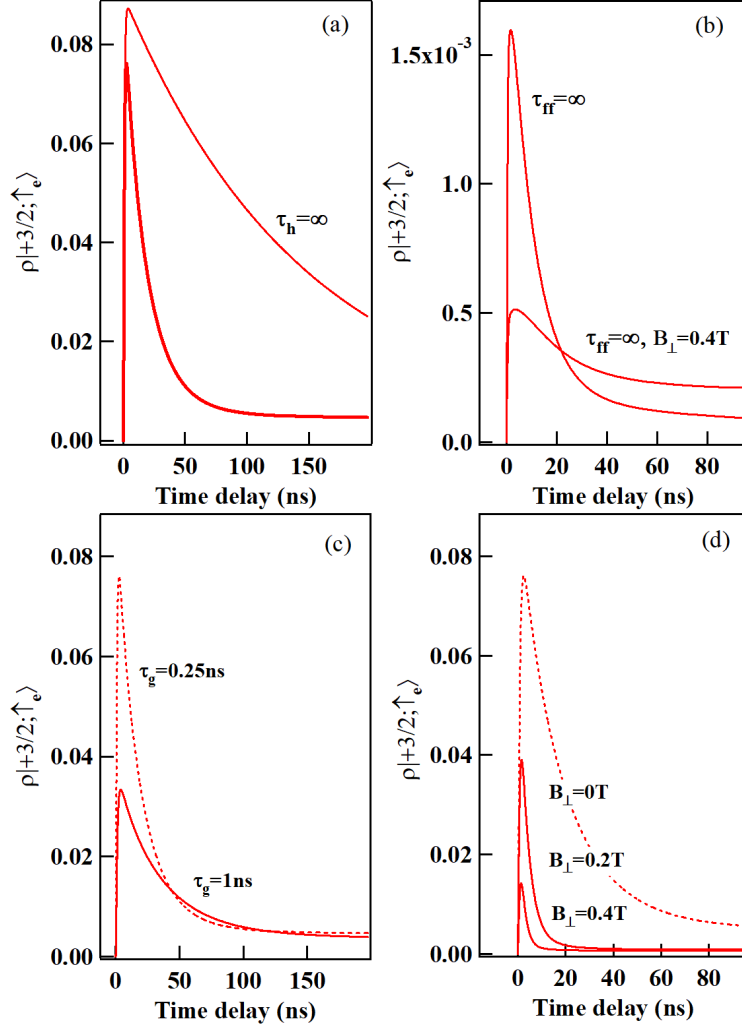 (a)
0.08
0.06
0.04
0.02
0.00
ρ|+3/2;↑e⟩
τh=∞
0 50 100 150
Time delay (ns)
(b)
1.5x10-3
1.0
0.5
0.0
ρ|+3/2;↑e⟩
τff=∞
τff=∞, B⊥=0.4T
0 20 40 60 80
Time delay (ns)
(c)
0.08
0.06
0.04
0.02
0.00
ρ|+3/2;↑e⟩
τg=0.25ns
τg=1ns
0 50 100 150
Time delay (ns)
(d)
0.08
0.06
0.04
0.02
0.00
ρ|+3/2;↑e⟩
B⊥=0T
B⊥=0.2T
B⊥=0.4T
0 20 40 60 80
Time delay (ns)